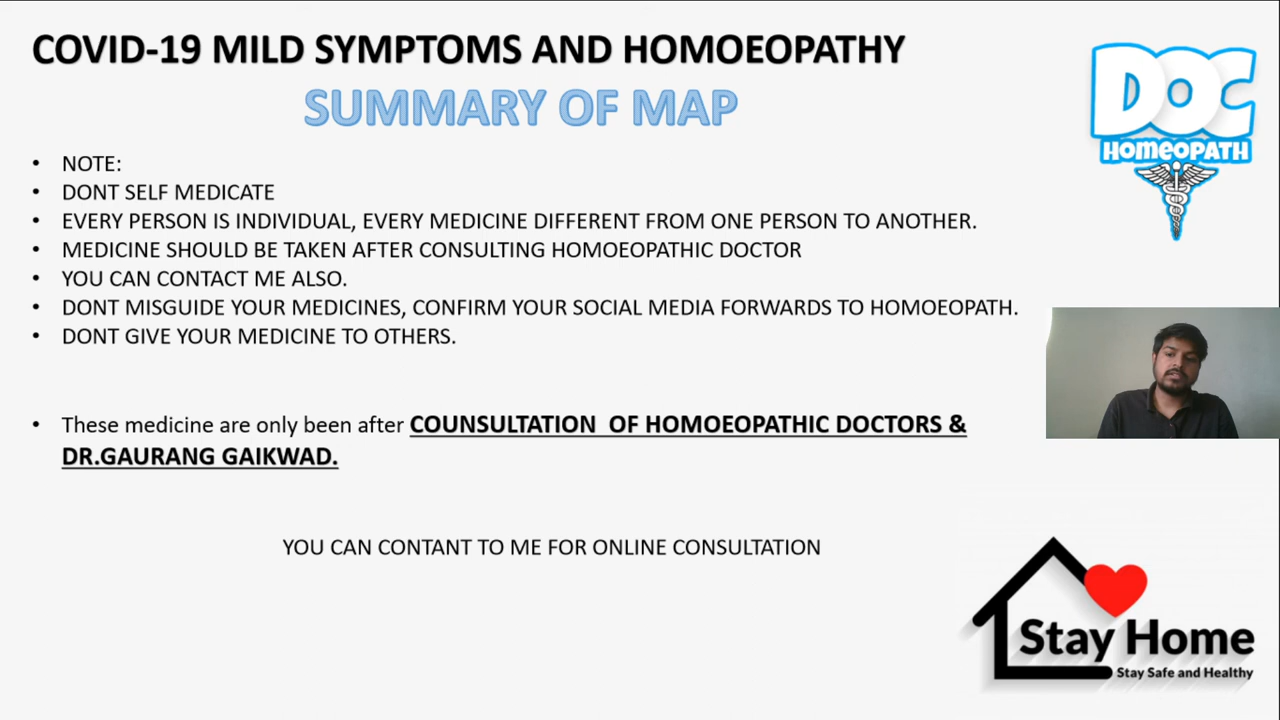 COVID-19 MILD SYMPTOMS AND HOMOEOPATHY
SUMMARY OF MAP
DOC
HOMEOPATH
• NOTE:
• DONT SELF MEDICATE
• EVERY PERSON IS INDIVIDUAL, EVERY MEDICINE DIFFERENT FROM ONE PERSON TO ANOTHER.
• MEDICINE SHOULD BE TAKEN AFTER CONSULTING HOMOEOPATHIC DOCTOR
• YOU CAN CONTACT ME ALSO.
• DONT MISGUIDE YOUR MEDICINES, CONFIRM YOUR SOCIAL MEDIA FORWARDS TO HOMOEOPATH.
• DONT GIVE YOUR MEDICINE TO OTHERS.
• These medicine are only been after COUNSULTATION  OF HOMOEOPATHIC DOCTORS &
DR.GAURANG GAIKWAD.
YOU CAN CONTANT TO ME FOR ONLINE CONSULTATION
Stay Home
Stay Safe and Healthy